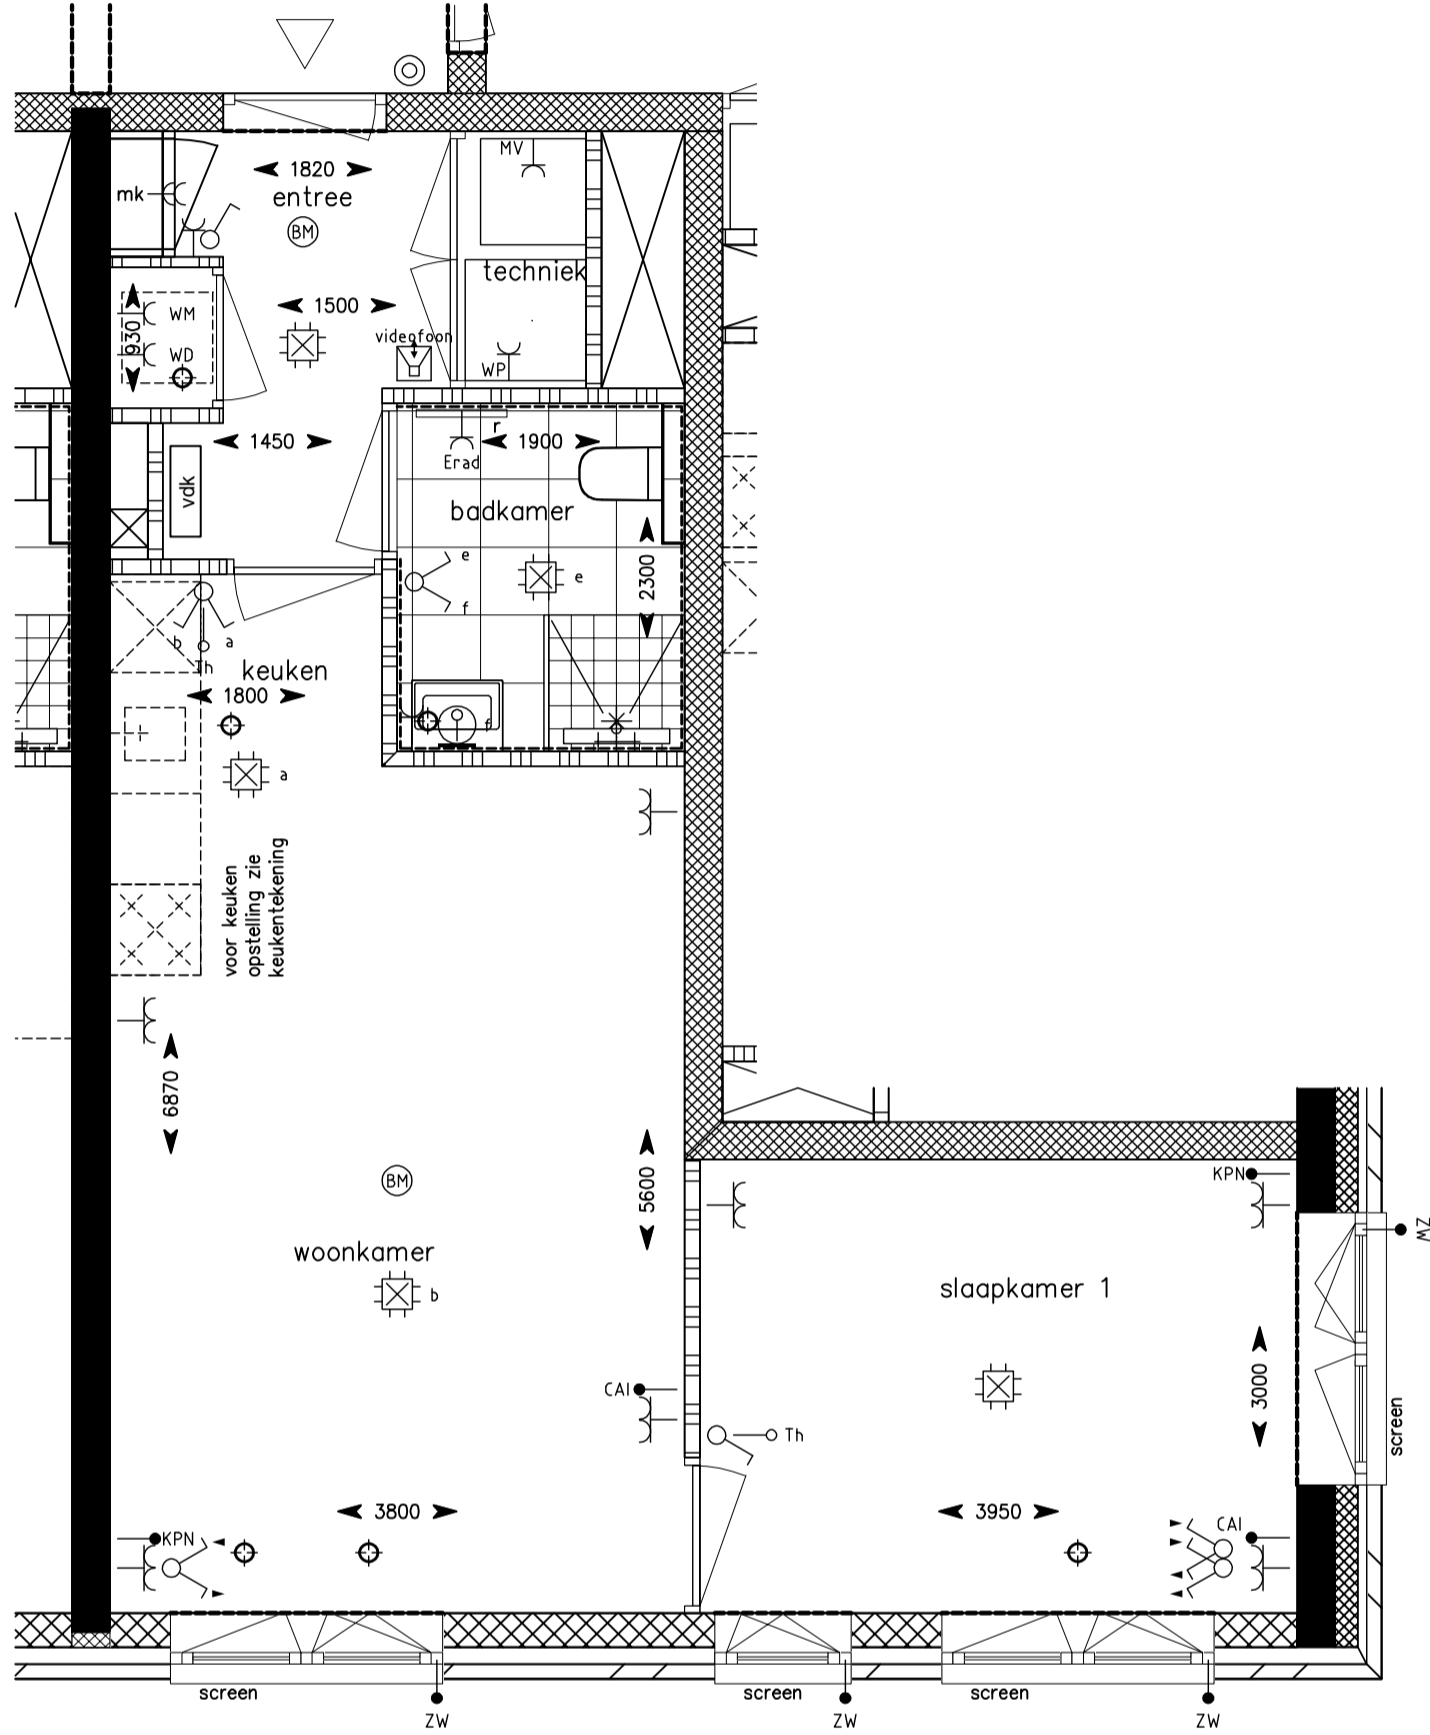 MV
1820
mk
entree
BM
techniek
1500
WM
930
videofoon
WD
WP
r
1450
1900
Erad
vdk
badkamer
e
e
2300
f
b
a
Th
keuken
1800
f
a
voor keuken
opstelling zie
keukentekening
6870
5600
KPN
BM
ZW
woonkamer
slaapkamer 1
b
3000
CAI
screen
Th
3800
3950
CAI
KPN
screen
screen
screen
ZW
ZW
ZW